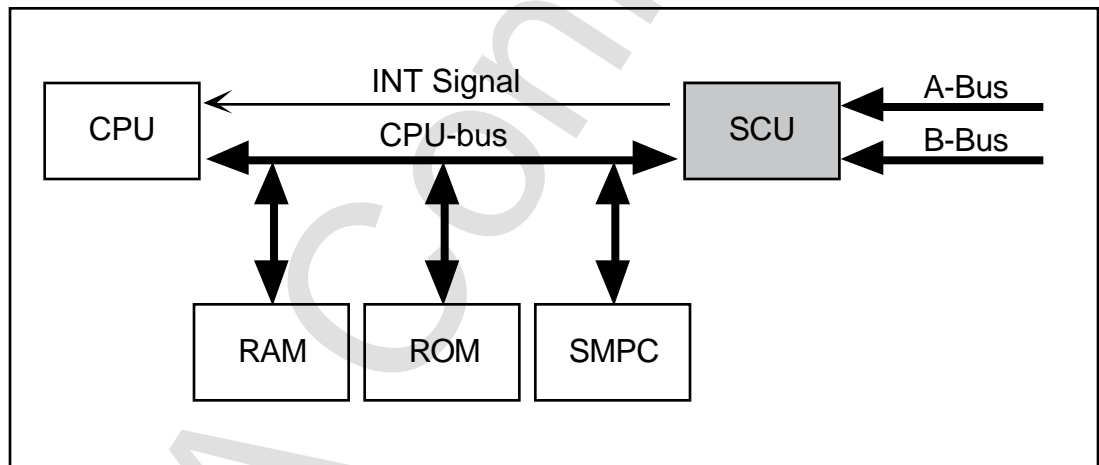 INT Signal
A-Bus
CPU
SCU
CPU-bus
B-Bus
RAM
ROM
SMPC